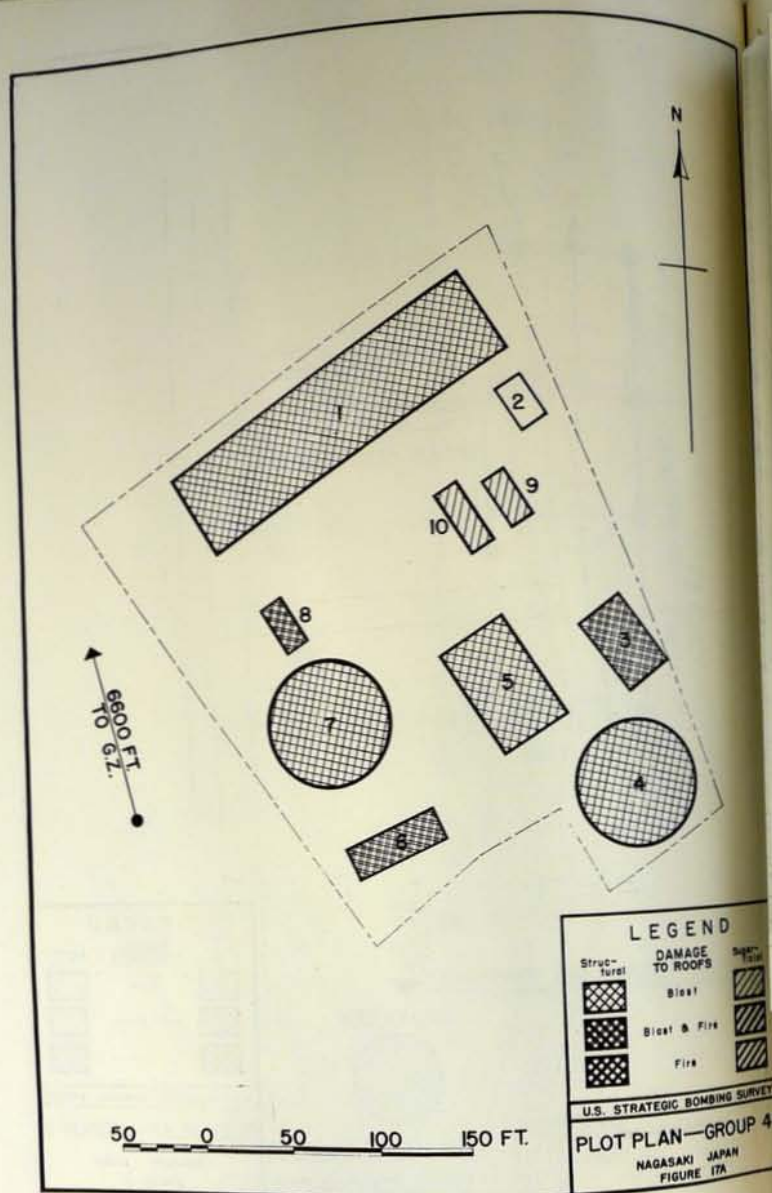 N
1
2
9
10
8
3
5
7
4
6
6600 FT.
TO G.Z.
LEGEND
Struc-
tural
DAMAGE
TO ROOFS
Super-
ficial
Blast
Blast & Fire
Fire
U.S. STRATEGIC BOMBING SURVEY
PLOT PLAN—GROUP 4
NAGASAKI JAPAN
FIGURE 17A
50 0 50 100 150 FT.